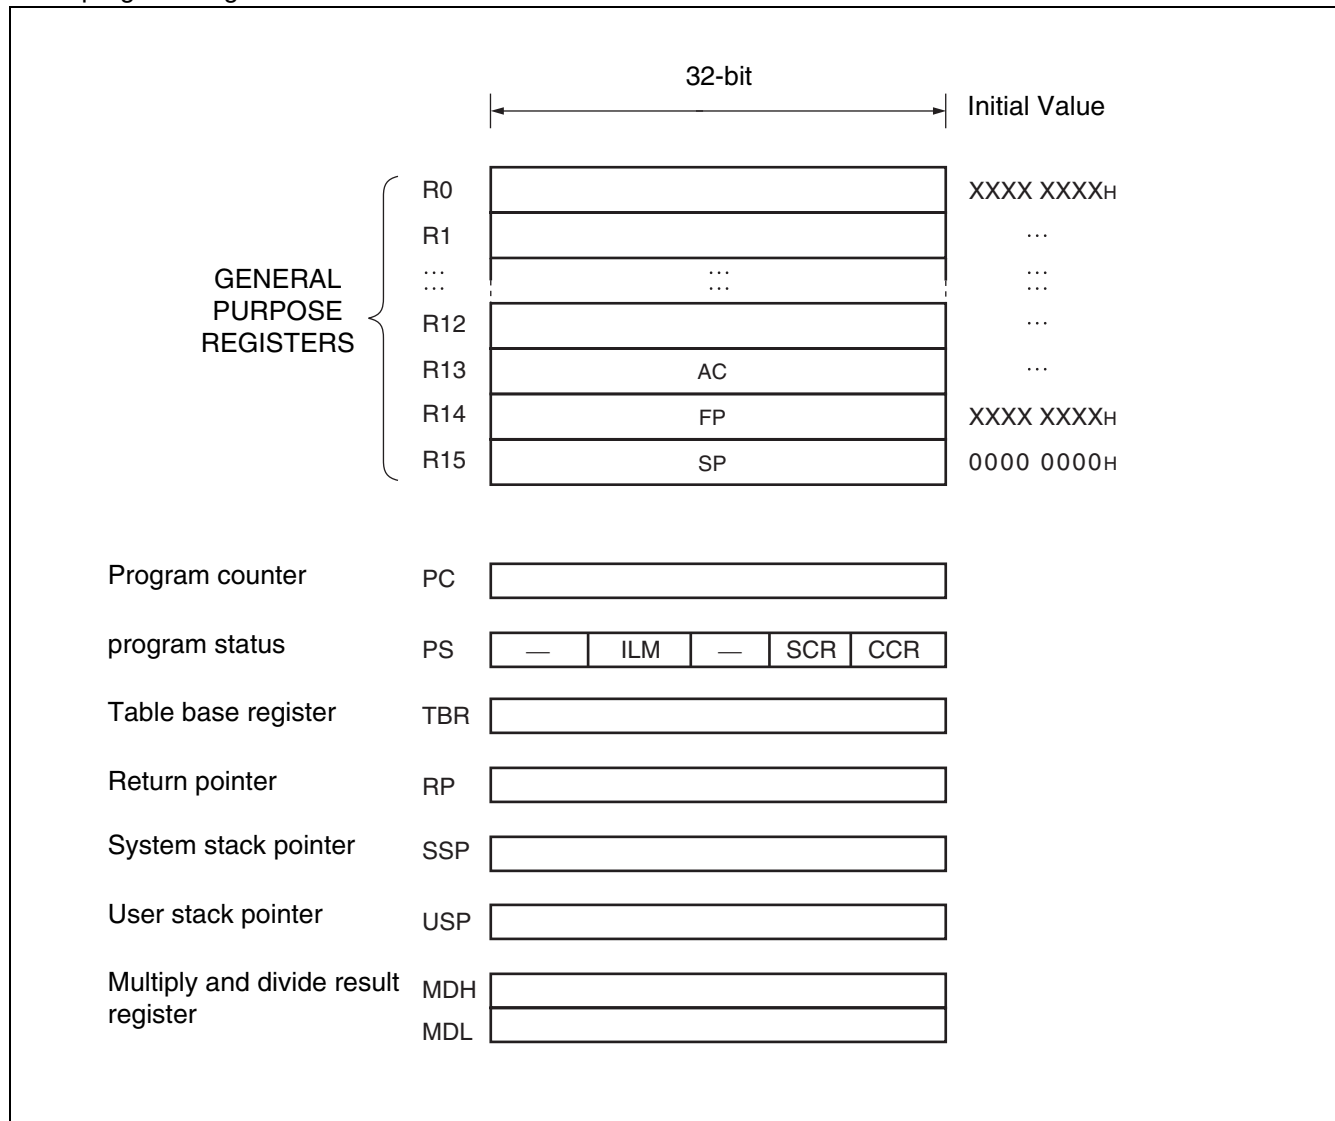 32-bit
Initial Value
GENERAL
PURPOSE
REGISTERS
R0 XXXX XXXXH
R1 ...
... ... ...
... ... ...
R12 ...
R13 AC ...
R14 FP XXXX XXXXH
R15 SP 0000 0000H
Program counter PC
program status PS — ILM — SCR CCR
Table base register TBR
Return pointer RP
System stack pointer SSP
User stack pointer USP
Multiply and divide result
register
MDH
MDL